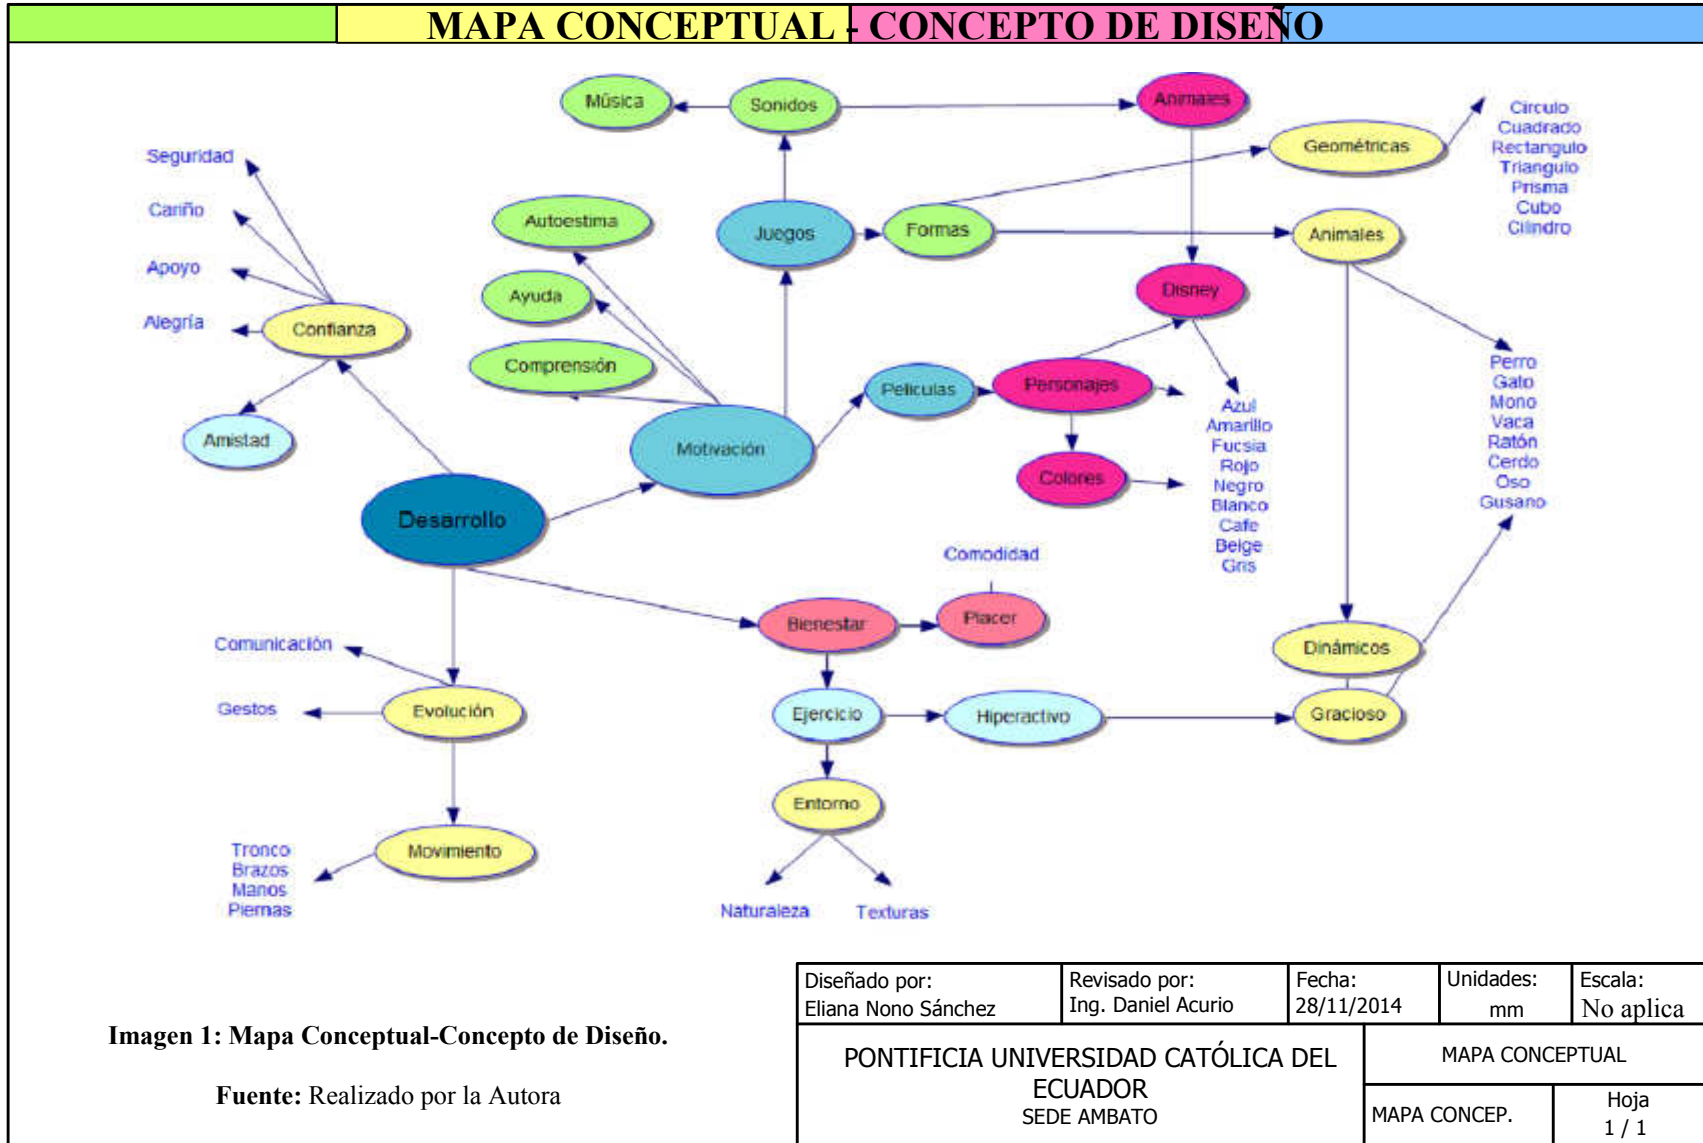 MAPA CONCEPTUAL - CONCEPTO DE DISEÑO
Música
Sonidos
Animales
Geométricas
Circulo
Cuadrado
Rectangulo
Triangulo
Prisma
Cubo
Cilindro
Seguridad
Cariño
Apoyo
Alegría
Confianza
Amistad
Autoestima
Ayuda
Comprensión
Juegos
Formas
Animales
Disney
Peliculas
Personajes
Colores
Azul
Amarillo
Fucsia
Rojo
Negro
Blanco
Cafe
Beige
Gris
Perro
Gato
Mono
Vaca
Ratón
Cerdo
Oso
Gusano
Motivación
Desarrollo
Comodidad
Bienestar
Placer
Dinámicos
Comunicación
Gestos
Evolución
Ejercicio
Hiperactivo
Gracioso
Entorno
Movimiento
Tronco
Brazos
Manos
Piernas
Naturaleza
Texturas
Imagen 1: Mapa Conceptual-Concepto de Diseño.
Fuente: Realizado por la Autora
Diseñado por:
Eliana Nono Sánchez
Revisado por:
Ing. Daniel Acurio
Fecha:
28/11/2014
Unidades:
mm
Escala:
No aplica
PONTIFICIA UNIVERSIDAD CATÓLICA DEL
ECUADOR
SEDE AMBATO
MAPA CONCEPTUAL
MAPA CONCEP.
Hoja
1 / 1